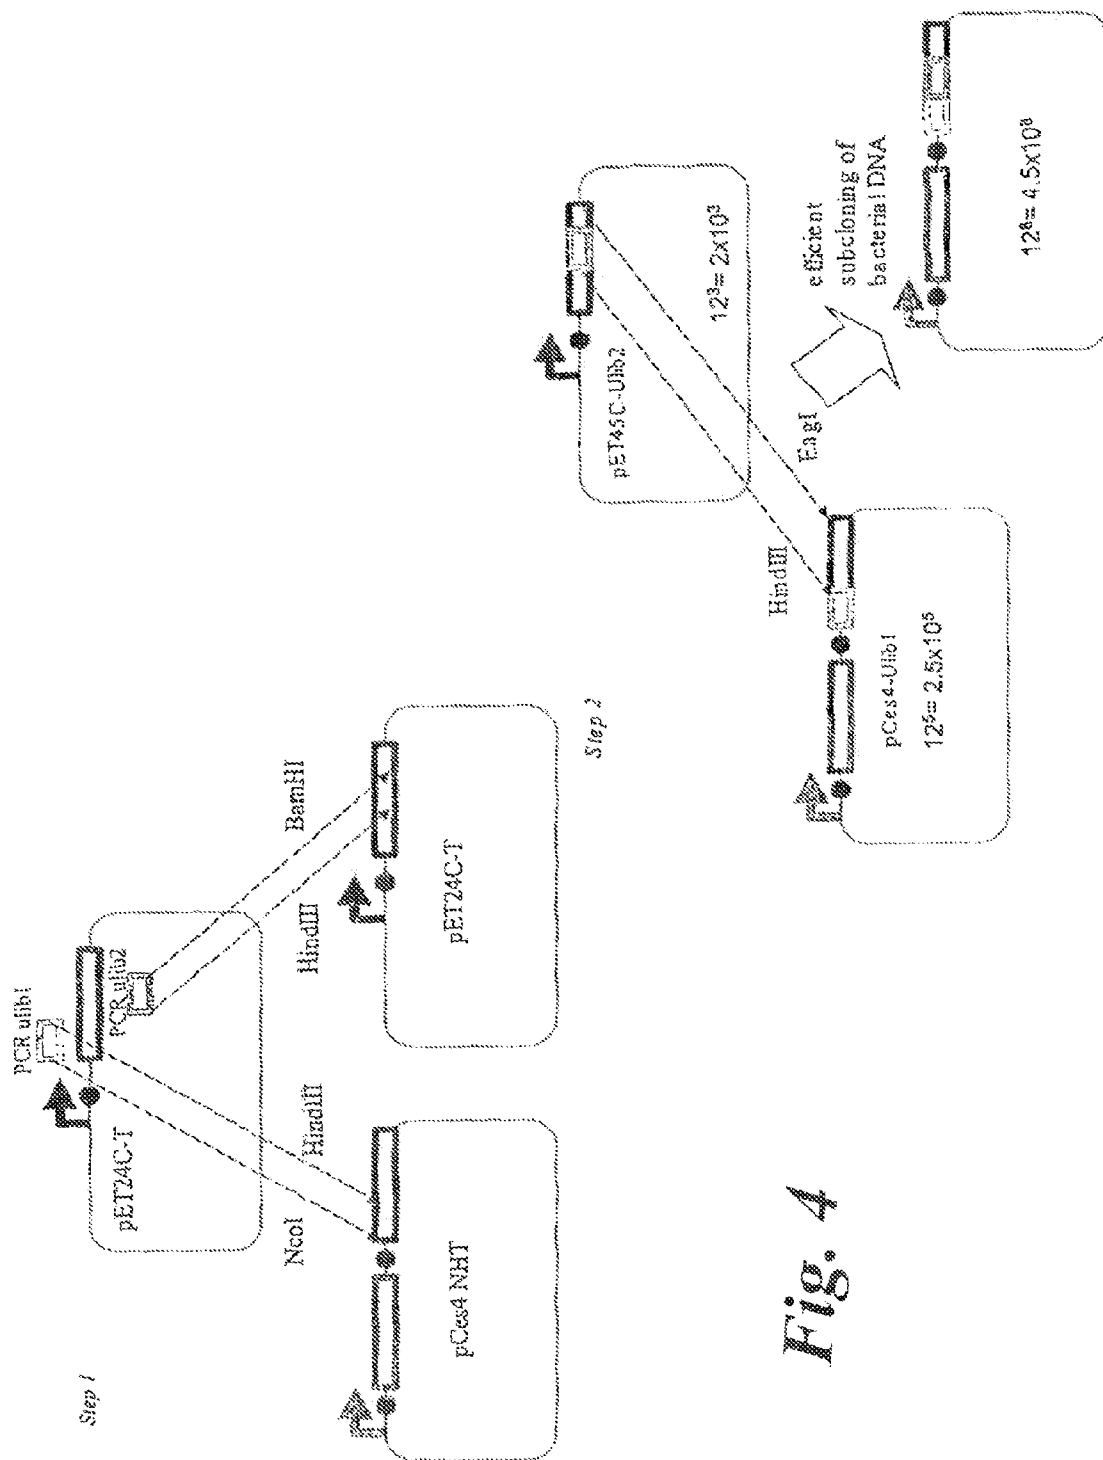 Step 1
PCR ulib1
PCR ulib2
pET24C-T
NcoI
HindIII
HindIII
BamHI
pCes4 NHT
pET24C-T
Step 2
pET45C-Ulib2
12³= 2x10³
HindIII
EagI
efficient
subcloning of
bacterial DNA
pCes4-Ulib1
12⁵= 2.5x10⁵
12⁸= 4.5x10⁸
Fig. 4